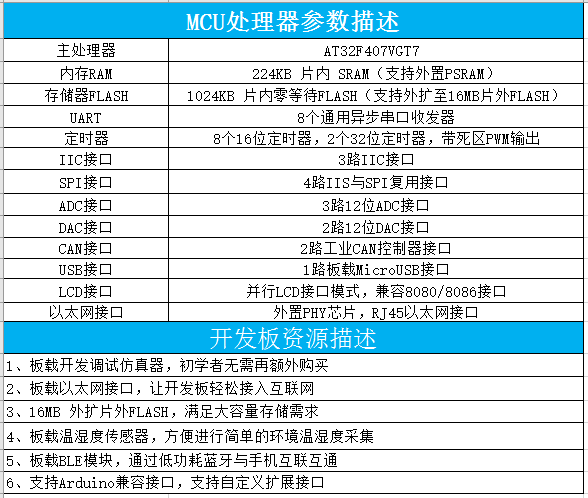 MCU处理器参数描述
主处理器 AT32F407VGT7
内存RAM 224KB 片内 SRAM（支持外置PSRAM）
存储器FLASH 1024KB 片内零等待FLASH（支持外扩至16MB片外FLASH）
UART 8个通用异步串口收发器
定时器 8个16位定时器，2个32位定时器，带死区PWM输出
IIC接口 3路IIC接口
SPI接口 4路IIS与SPI复用接口
ADC接口 3路12位ADC接口
DAC接口 2路12位DAC接口
CAN接口 2路工业CAN控制器接口
USB接口 1路板载MicroUSB接口
LCD接口 并行LCD接口模式，兼容8080/8086接口
以太网接口 外置PHY芯片，RJ45以太网接口
开发板资源描述
1、板载开发调试仿真器，初学者无需再额外购买
2、板载以太网接口，让开发板轻松接入互联网
3、16MB 外扩片外FLASH，满足大容量存储需求
4、板载温湿度传感器，方便进行简单的环境温湿度采集
5、板载BLE模块，通过低功耗蓝牙与手机互联互通
6、支持Arduino兼容接口，支持自定义扩展接口